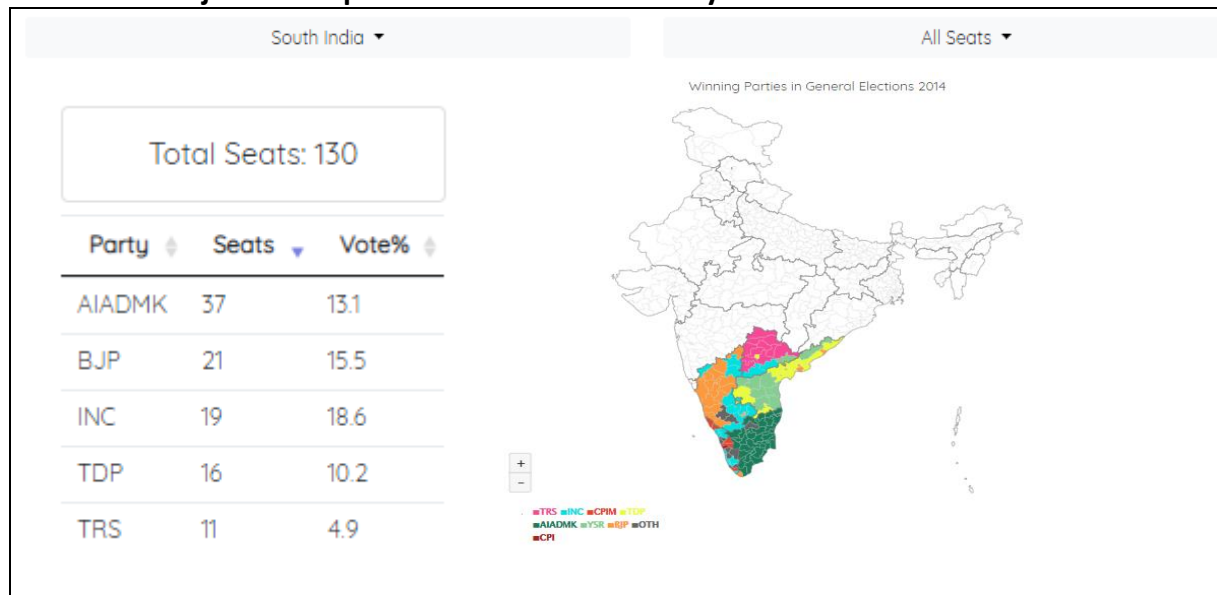 South India
All Seats
Winning Parties in General Elections 2014
Total Seats: 130
Party Seats Vote%
AIADMK 37 13.1
BJP 21 15.5
INC 19 18.6
TDP 16 10.2
TRS 11 4.9
+
−
TRS INC CPIM TDP
AIADMK YSR BJP OTH
CPI